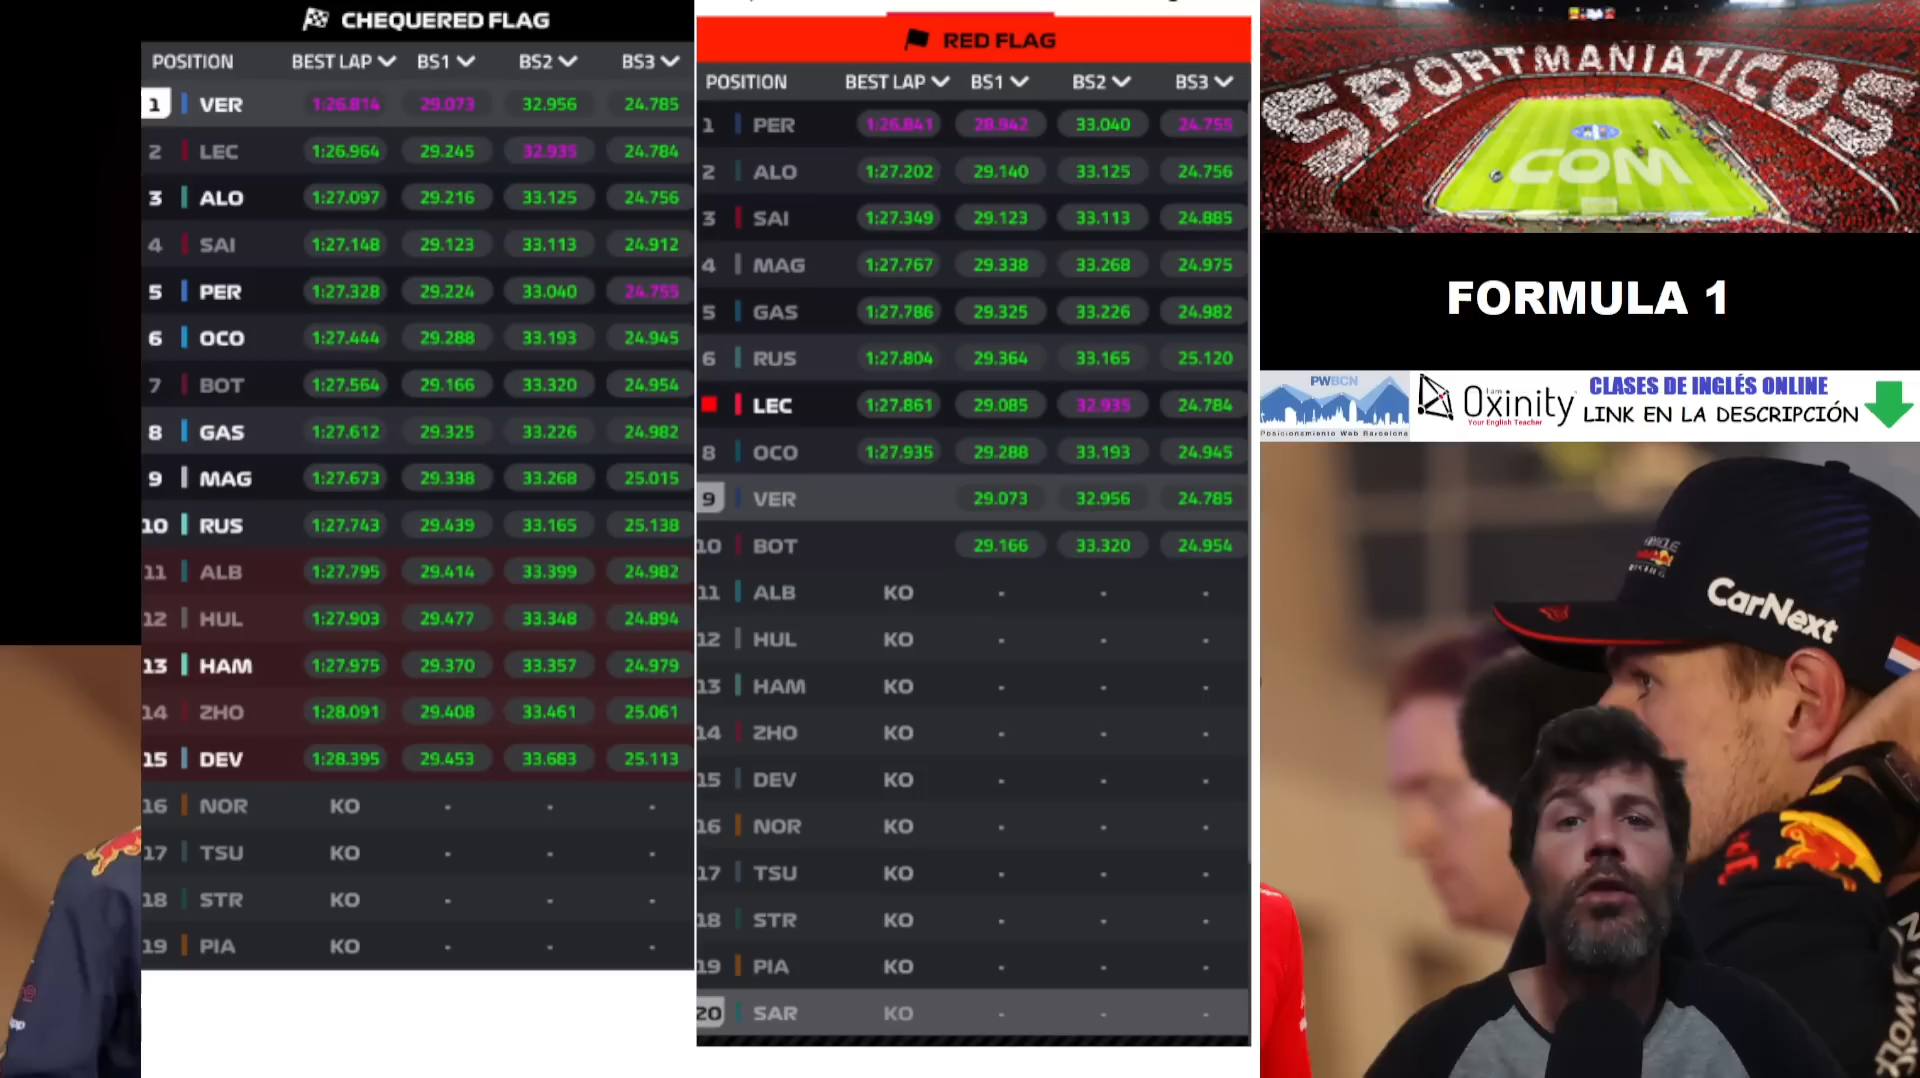 CHEQUERED FLAG
POSITION BEST LAP BS1 BS2 BS3
1 VER 1:26.814 29.073 32.956 24.785
2 LEC 1:26.964 29.245 32.935 24.784
3 ALO 1:27.097 29.216 33.125 24.756
4 SAI 1:27.148 29.123 33.113 24.912
5 PER 1:27.328 29.224 33.040 24.755
6 OCO 1:27.444 29.288 33.193 24.945
7 BOT 1:27.564 29.166 33.320 24.954
8 GAS 1:27.612 29.325 33.226 24.982
9 MAG 1:27.673 29.338 33.268 25.015
10 RUS 1:27.743 29.439 33.165 25.138
11 ALB 1:27.795 29.414 33.399 24.982
12 HUL 1:27.903 29.477 33.348 24.894
13 HAM 1:27.975 29.370 33.357 24.979
14 ZHO 1:28.091 29.408 33.461 25.061
15 DEV 1:28.395 29.453 33.683 25.113
16 NOR KO - - -
17 TSU KO - - -
18 STR KO - - -
19 PIA KO - - -
RED FLAG
POSITION BEST LAP BS1 BS2 BS3
1 PER 1:26.841 28.942 33.040 24.755
2 ALO 1:27.202 29.140 33.125 24.756
3 SAI 1:27.349 29.123 33.113 24.885
4 MAG 1:27.767 29.338 33.268 24.975
5 GAS 1:27.786 29.325 33.226 24.982
6 RUS 1:27.804 29.364 33.165 25.120
LEC 1:27.861 29.085 32.935 24.784
8 OCO 1:27.935 29.288 33.193 24.945
9 VER 29.073 32.956 24.785
10 BOT 29.166 33.320 24.954
11 ALB KO - - -
12 HUL KO - - -
13 HAM KO - - -
14 ZHO KO - - -
15 DEV KO - - -
16 NOR KO - - -
17 TSU KO - - -
18 STR KO - - -
19 PIA KO - - -
20 SAR KO - - -
SPORTMANIATICOS
COM
FORMULA 1
PWBCN
Posicionamiento Web Barcelona
I am
Oxinity
Your English Teacher
CLASES DE INGLÉS ONLINE
LINK EN LA DESCRIPCIÓN
CarNext